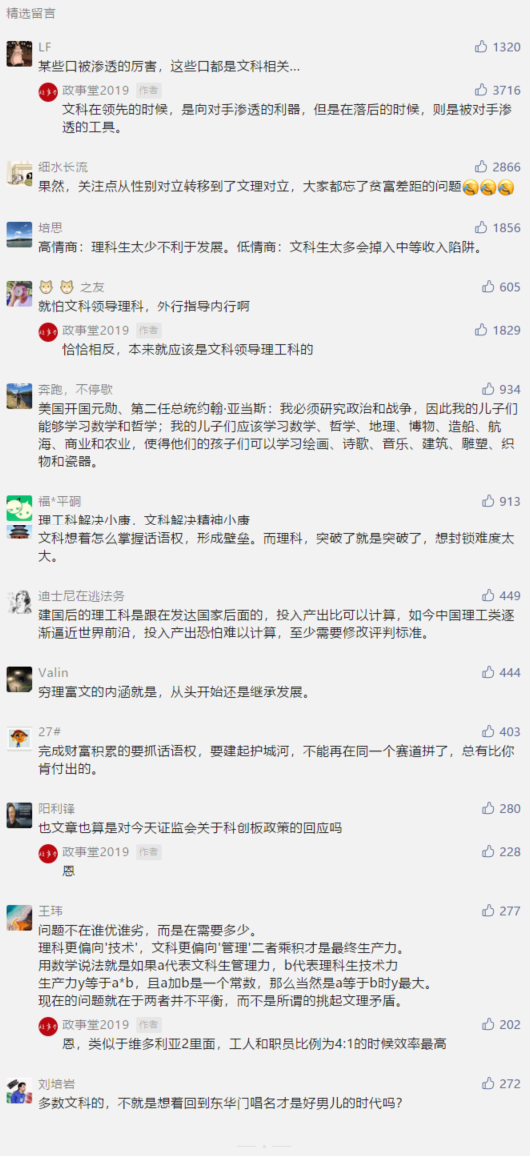 精选留言
LF
1320
某些口被渗透的厉害，这些口都是文科相关...
政事堂2019 作者
3716
文科在领先的时候，是向对手渗透的利器，但是在落后的时候，则是被对手渗
透的工具。
细水长流
2866
果然，关注点从性别对立转移到了文理对立，大家都忘了贫富差距的问题
培思
1856
高情商：理科生太少不利于发展。低情商：文科生太多会掉入中等收入陷阱。
🐱 🐱 之友
605
就怕文科领导理科，外行指导内行啊
政事堂2019 作者
1829
恰恰相反，本来就应该是文科领导理工科的
奔跑，不停歇
934
美国开国元勋、第二任总统约翰·亚当斯：我必须研究政治和战争，因此我的儿子们
能够学习数学和哲学；我的儿子们应该学习数学、哲学、地理、博物、造船、航
海、商业和农业，使得他们的孩子们可以学习绘画、诗歌、音乐、建筑、雕塑、织
物和瓷器。
福*平硐
913
理工科解决小康，文科解决精神小康
文科想着怎么掌握话语权，形成壁垒。而理科，突破了就是突破了，想封锁难度太
大。
迪士尼在逃法务
449
建国后的理工科是跟在发达国家后面的，投入产出比可以计算，如今中国理工类逐
渐逼近世界前沿，投入产出恐怕难以计算，至少需要修改评判标准。
Valin
444
穷理富文的内涵就是，从头开始还是继承发展。
27#
403
完成财富积累的要抓话语权，要建起护城河，不能再在同一个赛道拼了，总有比你
肯付出的。
阳利锋
280
也文章也算是对今天证监会关于科创板政策的回应吗
政事堂2019 作者
228
恩
王玮
277
问题不在谁优谁劣，而是在需要多少。
理科更偏向'技术'，文科更偏向'管理'二者乘积才是最终生产力。
用数学说法就是如果a代表文科生管理力，b代表理科生技术力
生产力y等于a*b，且a加b是一个常数，那么当然是a等于b时y最大。
现在的问题就在于两者并不平衡，而不是所谓的挑起文理矛盾。
政事堂2019 作者
202
恩，类似于维多利亚2里面，工人和职员比例为4:1的时候效率最高
刘培岩
272
多数文科的，不就是想着回到东华门唱名才是好男儿的时代吗？